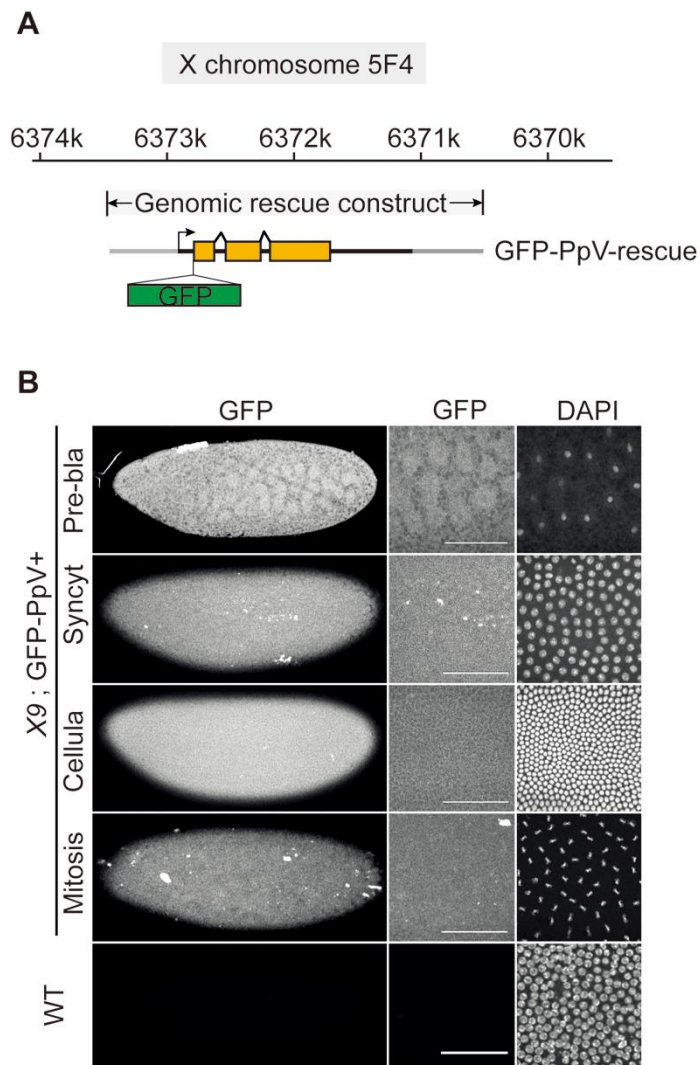 A
X chromosome 5F4
6374k 6373k 6372k 6371k 6370k
Genomic rescue construct
GFP-PpV-rescue
GFP
B
GFP GFP DAPI
X9 ; GFP-PpV+
Pre-bla
Syncyt
Cellula
Mitosis
WT